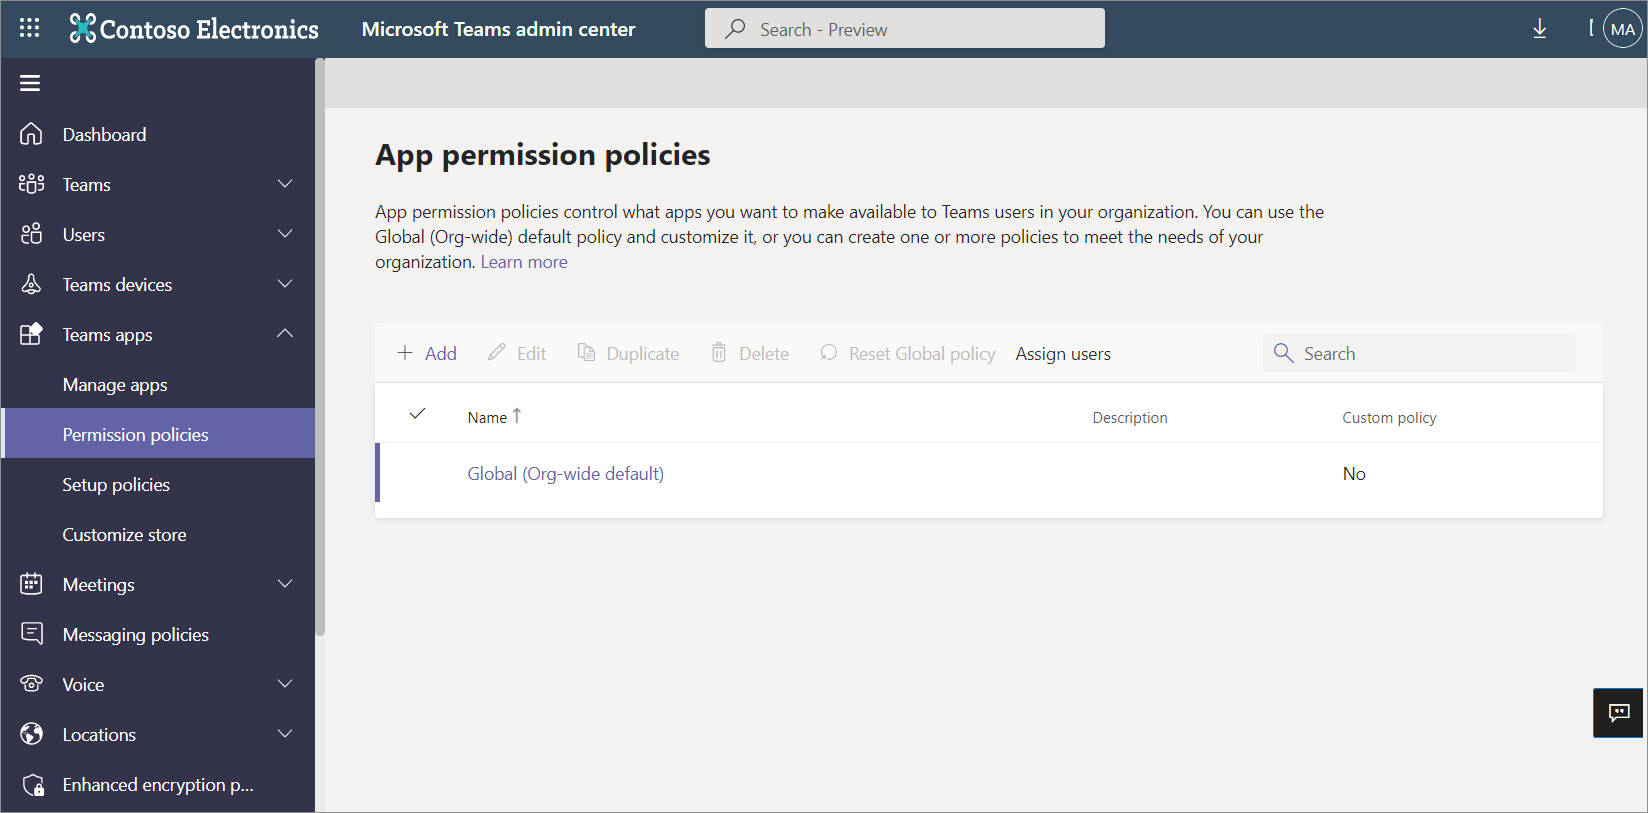 Contoso Electronics
Microsoft Teams admin center
Search - Preview
MA
Dashboard
Teams
Users
Teams devices
Teams apps
Manage apps
Permission policies
Setup policies
Customize store
Meetings
Messaging policies
Voice
Locations
Enhanced encryption p...
App permission policies
App permission policies control what apps you want to make available to Teams users in your organization. You can use the
Global (Org-wide) default policy and customize it, or you can create one or more policies to meet the needs of your
organization. Learn more
Add Edit Duplicate Delete Reset Global policy Assign users Search
Name Description Custom policy
Global (Org-wide default) No